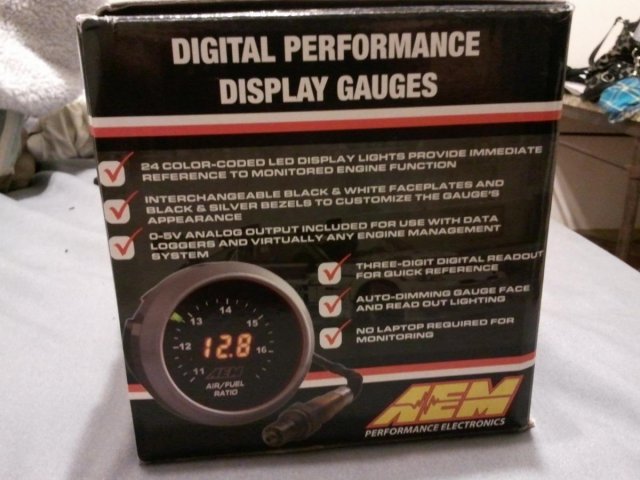 DIGITAL PERFORMANCE
DISPLAY GAUGES
24 COLOR-CODED LED DISPLAY LIGHTS PROVIDE IMMEDIATE
REFERENCE TO MONITORED ENGINE FUNCTION
INTERCHANGEABLE BLACK & WHITE FACEPLATES AND
BLACK & SILVER BEZELS TO CUSTOMIZE THE GAUGE'S
APPEARANCE
0-5V ANALOG OUTPUT INCLUDED FOR USE WITH DATA
LOGGERS AND VIRTUALLY ANY ENGINE MANAGEMENT
SYSTEM
THREE-DIGIT DIGITAL READOUT
FOR QUICK REFERENCE
AUTO-DIMMING GAUGE FACE
AND READ OUT LIGHTING
NO LAPTOP REQUIRED FOR
MONITORING
14
13 15
12 12.8 16
11 AEM
AIR/FUEL
RATIO
AEM
PERFORMANCE ELECTRONICS